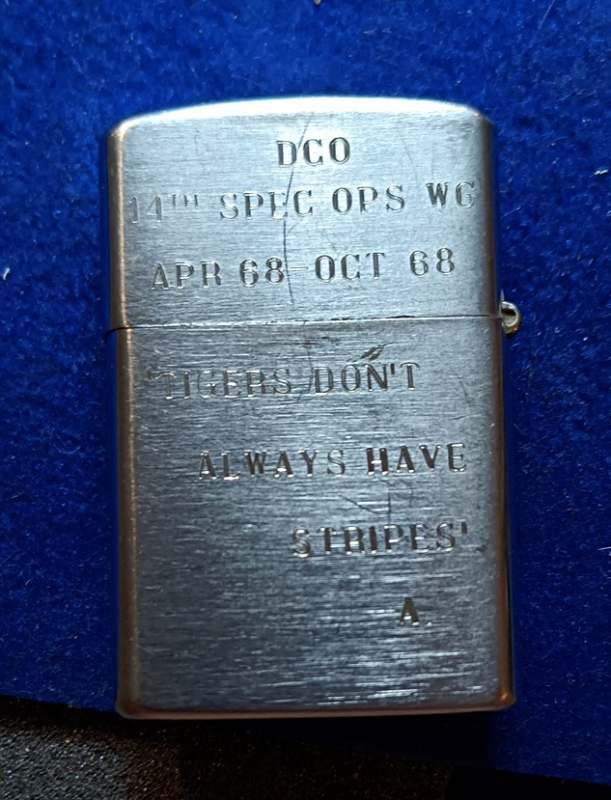 DCO
14TH SPEC OPS WG
APR 68-OCT 68
"TIGERS DON'T
ALWAYS HAVE
STRIPES"
A